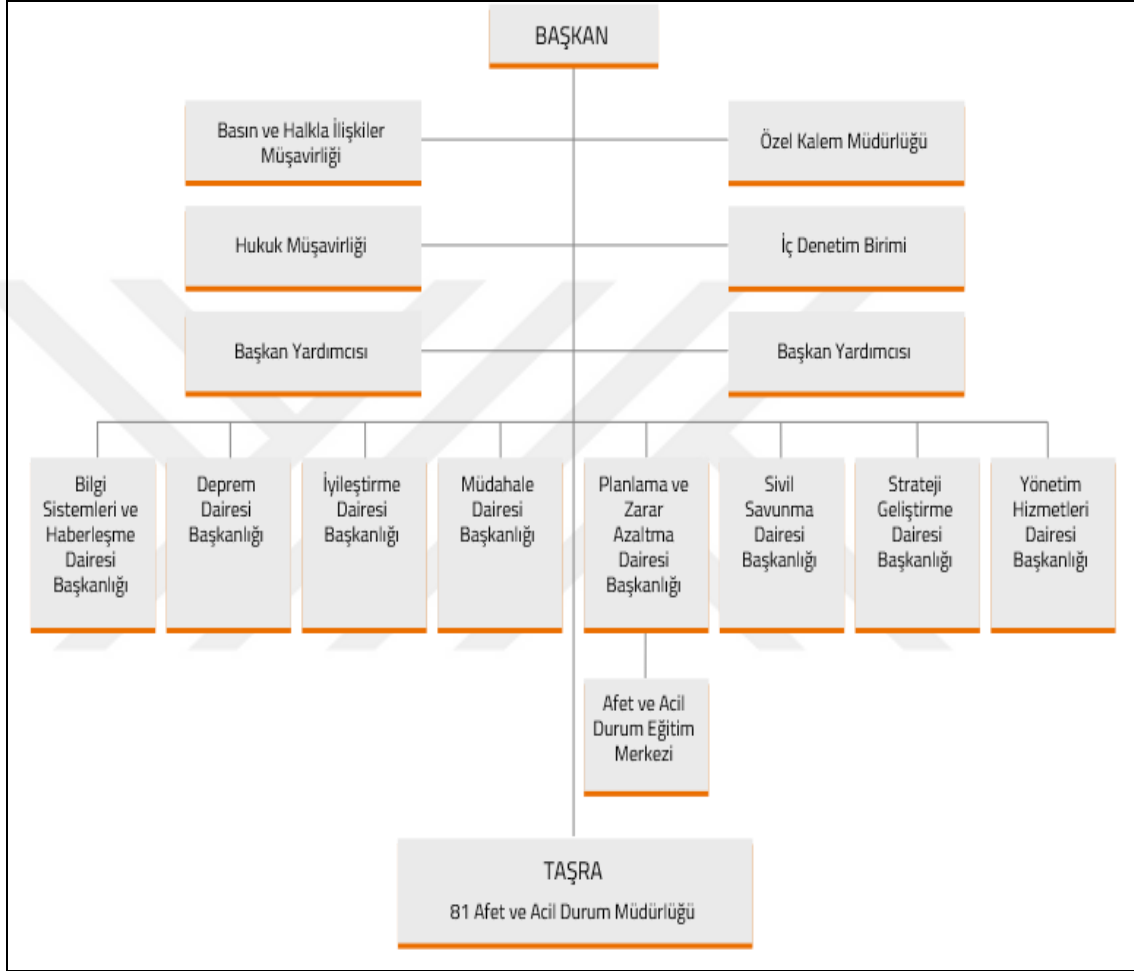 BAŞKAN
Basın ve Halkla İlişkiler
Müşavirliği
Özel Kalem Müdürlüğü
Hukuk Müşavirliği
İç Denetim Birimi
Başkan Yardımcısı
Başkan Yardımcısı
Bilgi
Sistemleri ve
Haberleşme
Dairesi
Başkanlığı
Deprem
Dairesi
Başkanlığı
İyileştirme
Dairesi
Başkanlığı
Müdahale
Dairesi
Başkanlığı
Planlama ve
Zarar
Azaltma
Dairesi
Başkanlığı
Sivil
Savunma
Dairesi
Başkanlığı
Strateji
Geliştirme
Dairesi
Başkanlığı
Yönetim
Hizmetleri
Dairesi
Başkanlığı
Afet ve Acil
Durum Eğitim
Merkezi
TAŞRA
81 Afet ve Acil Durum Müdürlüğü